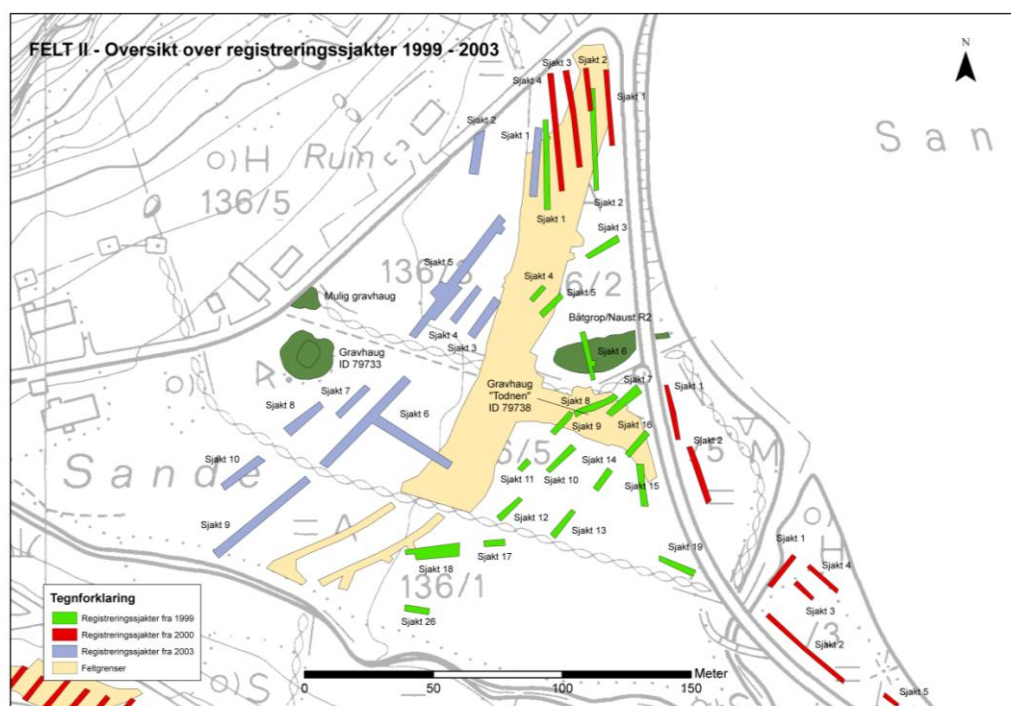 FELT II - Oversikt over registreringssjakter 1999 - 2003
N
Sjakt 3
Sjakt 2
Sjakt 4
Sjakt 1
Sjakt 2
Sjakt 1
San
H
Ruin
136/5
Sjakt 1
Sjakt 2
Sjakt 3
Sjakt 5
136/
Sjakt 4
Sjakt 5
6/2
Mulig gravhaug
Båtgrop/Naust R2
Sjakt 4
Sjakt 3
Sjakt 6
Gravhaug
ID 79733
Gravhaug
"Todnen"
ID 79738
Sjakt 7
Sjakt 8
Sjakt 1
Sjakt 7
Sjakt 8
Sjakt 6
Sjakt 9
Sjakt 16
Sjakt 2
Sande
6/5
/5
M
Sjakt 10
Sjakt 11
Sjakt 10
Sjakt 14
Sjakt 15
Sjakt 9
Sjakt 12
Sjakt 13
Sjakt 17
Sjakt 18
Sjakt 19
Sjakt 1
Sjakt 4
H
136/1
Sjakt 3
Sjakt 26
/3
Sjakt 2
Sjakt 5
Tegnforklaring
Registreringssjakter fra 1999
Registreringssjakter fra 2000
Registreringssjakter fra 2003
Feltgrenser
Meter
0 50 100 150
S
S